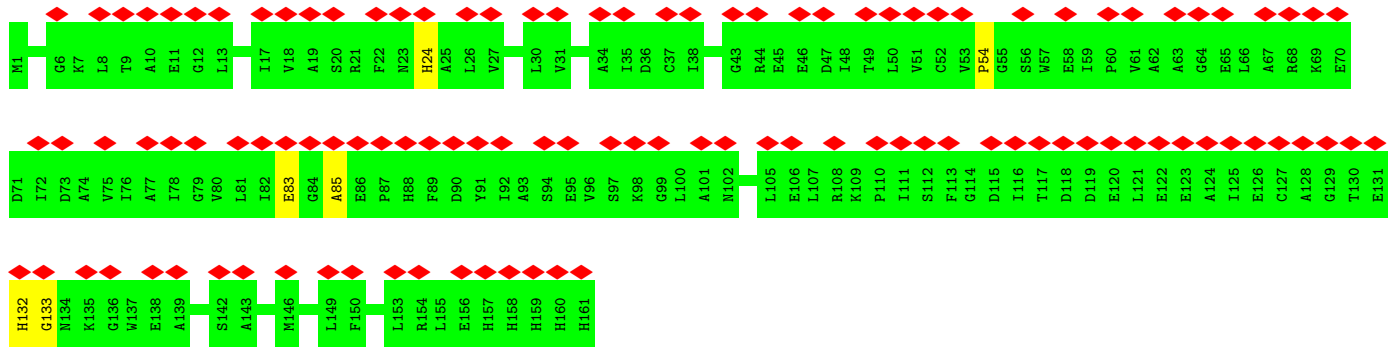 M1 G6 K7 L8 T9 A10 E11 G12 L13 I17 V18 A19 S20 R21 F22 N23 H24 A25 L26 V27 L30 V31 A34 I35 D36 C37 I38 G43 R44 E45 E46 D47 I48 T49 L50 V51 C52 V53 P54 G55 S56 W57 E58 I59 P60 V61 A62 A63 G64 E65 L66 A67 R68 K69 E70
D71 I72 D73 A74 V75 I76 A77 I78 G79 V80 L81 I82 E83 G84 A85 E86 P87 H88 F89 D90 Y91 I92 A93 S94 E95 V96 S97 K98 G99 L100 A101 N102 L105 E106 L107 R108 K109 P110 I111 S112 F113 G114 D115 I116 T117 D118 D119 E120 L121 E122 E123 A124 I125 E126 C127 A128 G129 T130 E131
H132 G133 N134 K135 G136 W137 E138 A139 S142 A143 M146 L149 F150 L153 R154 L155 E156 H157 H158 H159 H160 H161